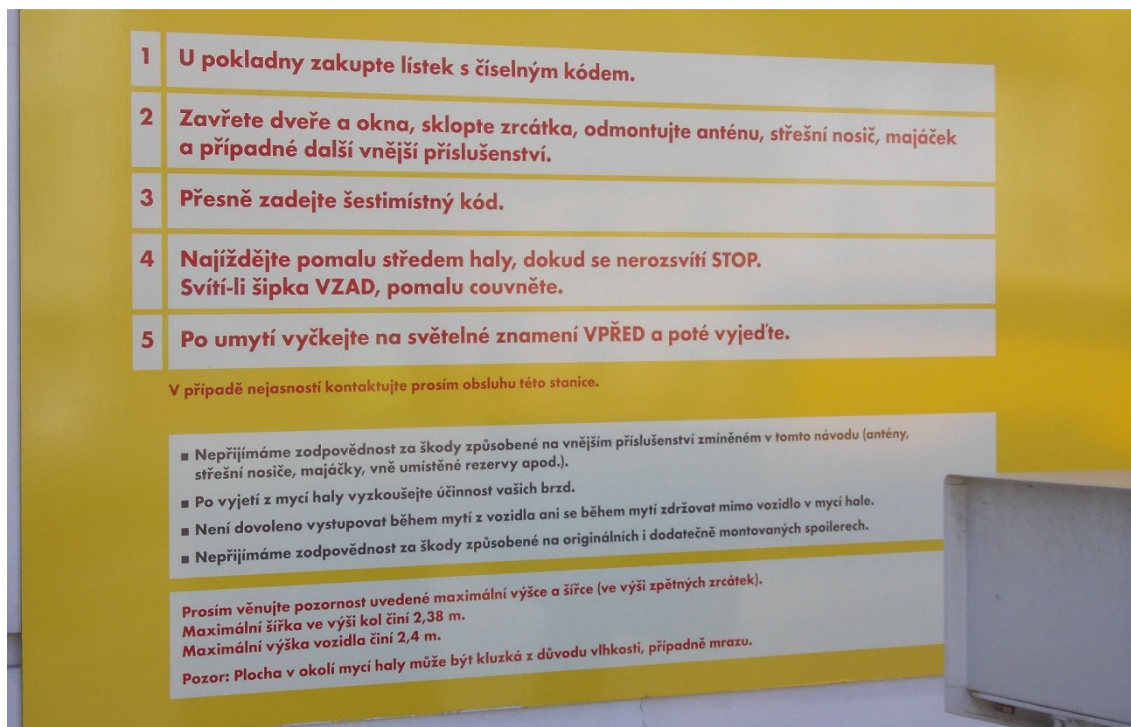 1 U pokladny zakupte lístek s číselným kódem.
2 Zavřete dveře a okna, sklopte zrcátka, odmontujte anténu, střešní nosič, majáček
a případné další vnější příslušenství.
3 Přesně zadejte šestimístný kód.
4 Najíždějte pomalu středem haly, dokud se nerozsvítí STOP.
Svítí-li šipka VZAD, pomalu couvněte.
5 Po umytí vyčkejte na světelné znamení VPŘED a poté vyjeďte.
V případě nejasností kontaktujte prosím obsluhu této stanice.
▪ Nepřijímáme zodpovědnost za škody způsobené na vnějším příslušenství zmíněném v tomto návodu (antény,
střešní nosiče, majáčky, vně umístěné rezervy apod.).
▪ Po vyjetí z mycí haly vyzkoušejte účinnost vašich brzd.
▪ Není dovoleno vystupovat během mytí z vozidla ani se během mytí zdržovat mimo vozidlo v mycí hale.
▪ Nepřijímáme zodpovědnost za škody způsobené na originálních i dodatečně montovaných spoilerech.
Prosím věnujte pozornost uvedené maximální výšce a šířce (ve výši zpětných zrcátek).
Maximální šířka ve výši kol činí 2,38 m.
Maximální výška vozidla činí 2,4 m.
Pozor: Plocha v okolí mycí haly může být kluzká z důvodu vlhkosti, případně mrazu.